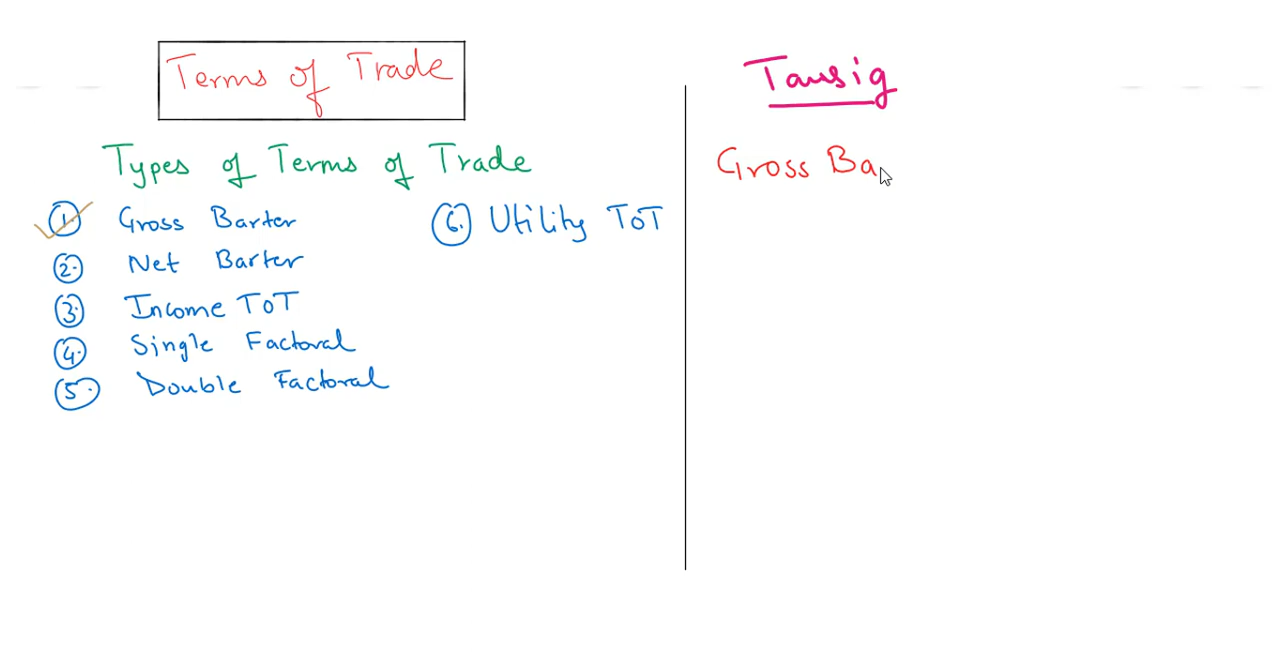 Terms of Trade
Types of Terms of Trade
1. Gross Barter
2. Net Barter
3. Income ToT
4. Single Factoral
5. Double Factoral
6. Utility ToT
Tausig
Gross Ba